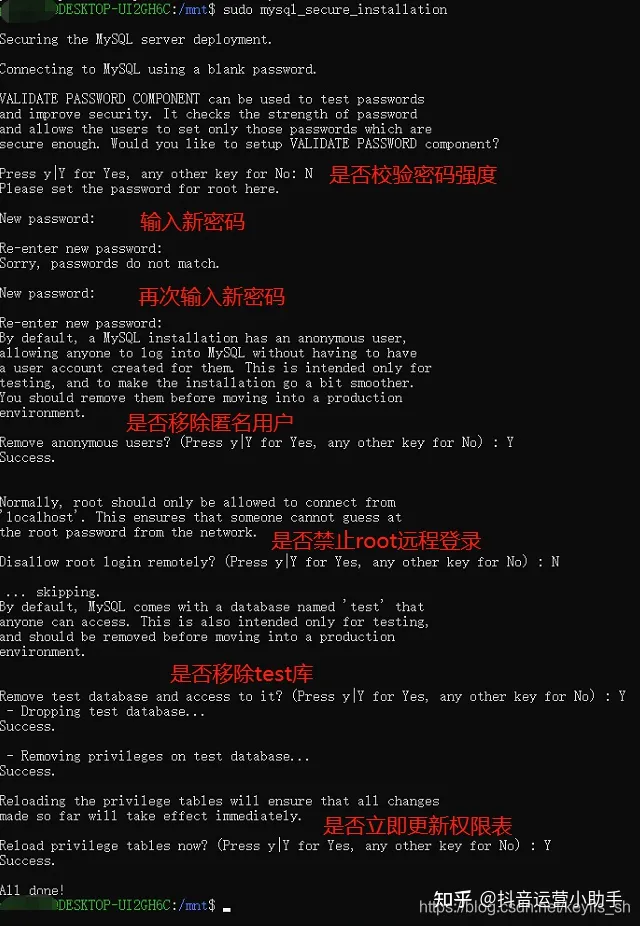 DESKTOP-UI2GH6C:/mnt$ sudo mysql_secure_installation
Securing the MySQL server deployment.
Connecting to MySQL using a blank password.
VALIDATE PASSWORD COMPONENT can be used to test passwords
and improve security. It checks the strength of password
and allows the users to set only those passwords which are
secure enough. Would you like to setup VALIDATE PASSWORD component?
Press y|Y for Yes, any other key for No: N 是否校验密码强度
Please set the password for root here.
New password: 输入新密码
Re-enter new password:
Sorry, passwords do not match.
New password: 再次输入新密码
Re-enter new password:
By default, a MySQL installation has an anonymous user,
allowing anyone to log into MySQL without having to have
a user account created for them. This is intended only for
testing, and to make the installation go a bit smoother.
You should remove them before moving into a production
environment.
是否移除匿名用户
Remove anonymous users? (Press y|Y for Yes, any other key for No) : Y
Success.
Normally, root should only be allowed to connect from
'localhost'. This ensures that someone cannot guess at
the root password from the network.
是否禁止root远程登录
Disallow root login remotely? (Press y|Y for Yes, any other key for No) : N
... skipping.
By default, MySQL comes with a database named 'test' that
anyone can access. This is also intended only for testing,
and should be removed before moving into a production
environment.
是否移除test库
Remove test database and access to it? (Press y|Y for Yes, any other key for No) : Y
- Dropping test database...
Success.
- Removing privileges on test database...
Success.
Reloading the privilege tables will ensure that all changes
made so far will take effect immediately.
是否立即更新权限表
Reload privilege tables now? (Press y|Y for Yes, any other key for No) : Y
Success.
All done!
DESKTOP-UI2GH6C:/mnt$
知乎 @抖音运营小助手
https://blog.csdn.net/keyils_sh